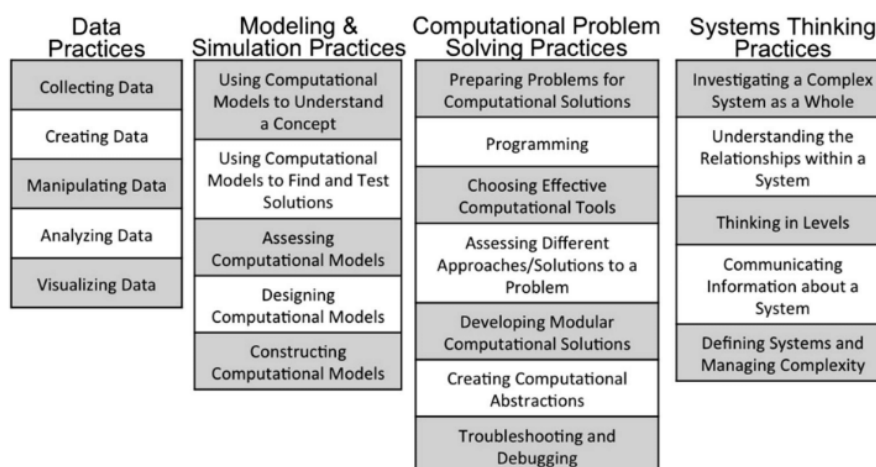 Data
Practices
Collecting Data
Creating Data
Manipulating Data
Analyzing Data
Visualizing Data
Modeling &
Simulation Practices
Using Computational
Models to Understand
a Concept
Using Computational
Models to Find and Test
Solutions
Assessing
Computational Models
Designing
Computational Models
Constructing
Computational Models
Computational Problem
Solving Practices
Preparing Problems for
Computational Solutions
Programming
Choosing Effective
Computational Tools
Assessing Different
Approaches/Solutions to a
Problem
Developing Modular
Computational Solutions
Creating Computational
Abstractions
Troubleshooting and
Debugging
Systems Thinking
Practices
Investigating a Complex
System as a Whole
Understanding the
Relationships within a
System
Thinking in Levels
Communicating
Information about a
System
Defining Systems and
Managing Complexity